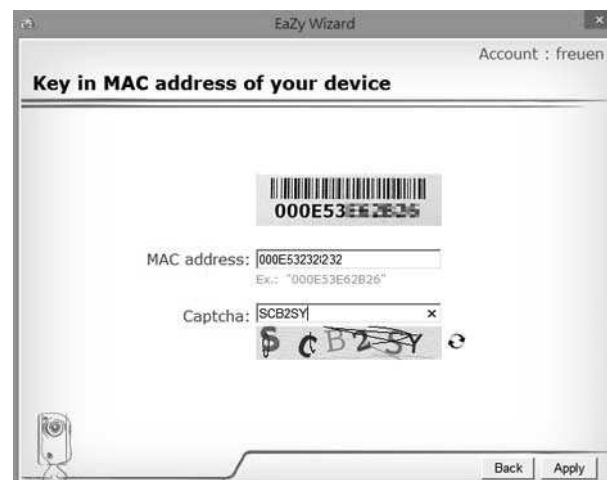 EaZy Wizard
Account : freuen
Key in MAC address of your device
000E53
MAC address: 000E53232i232
Ex.: "000E53E62B26"
Captcha: SCB2SY
S C B 2 S Y
Back Apply